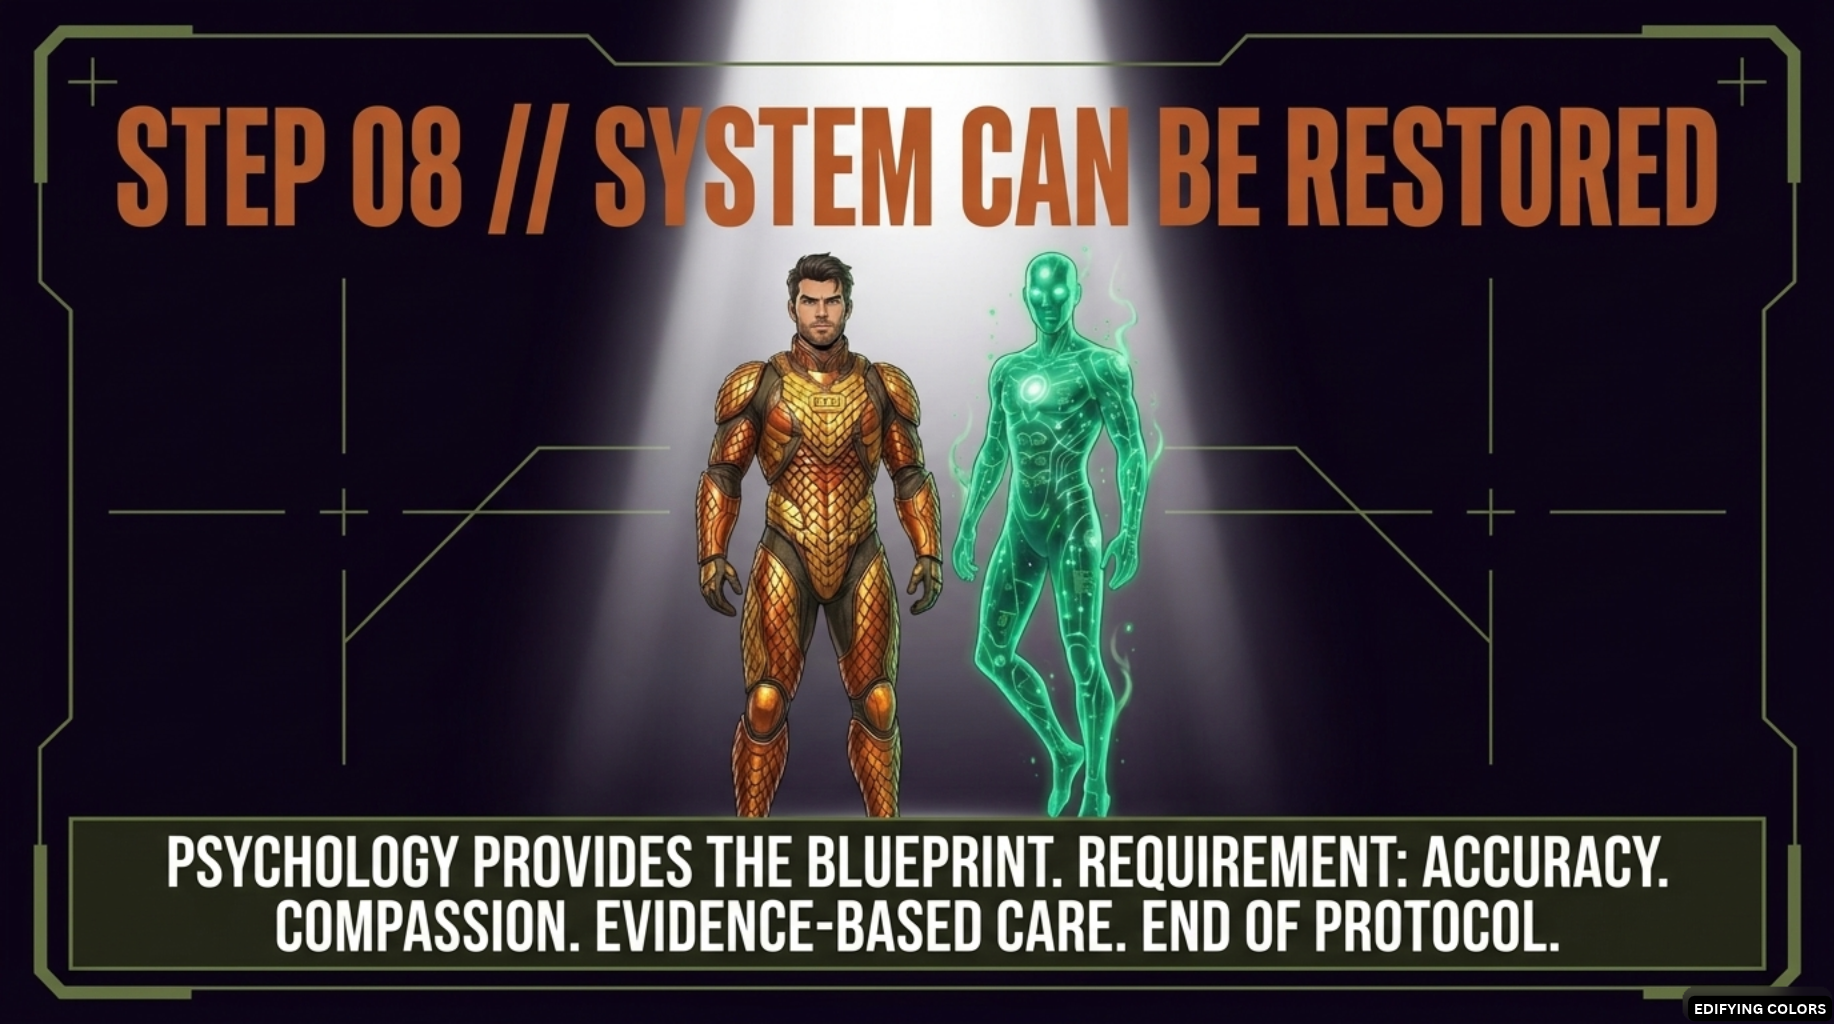 STEP 08 // SYSTEM CAN BE RESTORED
PSYCHOLOGY PROVIDES THE BLUEPRINT. REQUIREMENT: ACCURACY.
COMPASSION. EVIDENCE-BASED CARE. END OF PROTOCOL.
EDIFYING COLORS